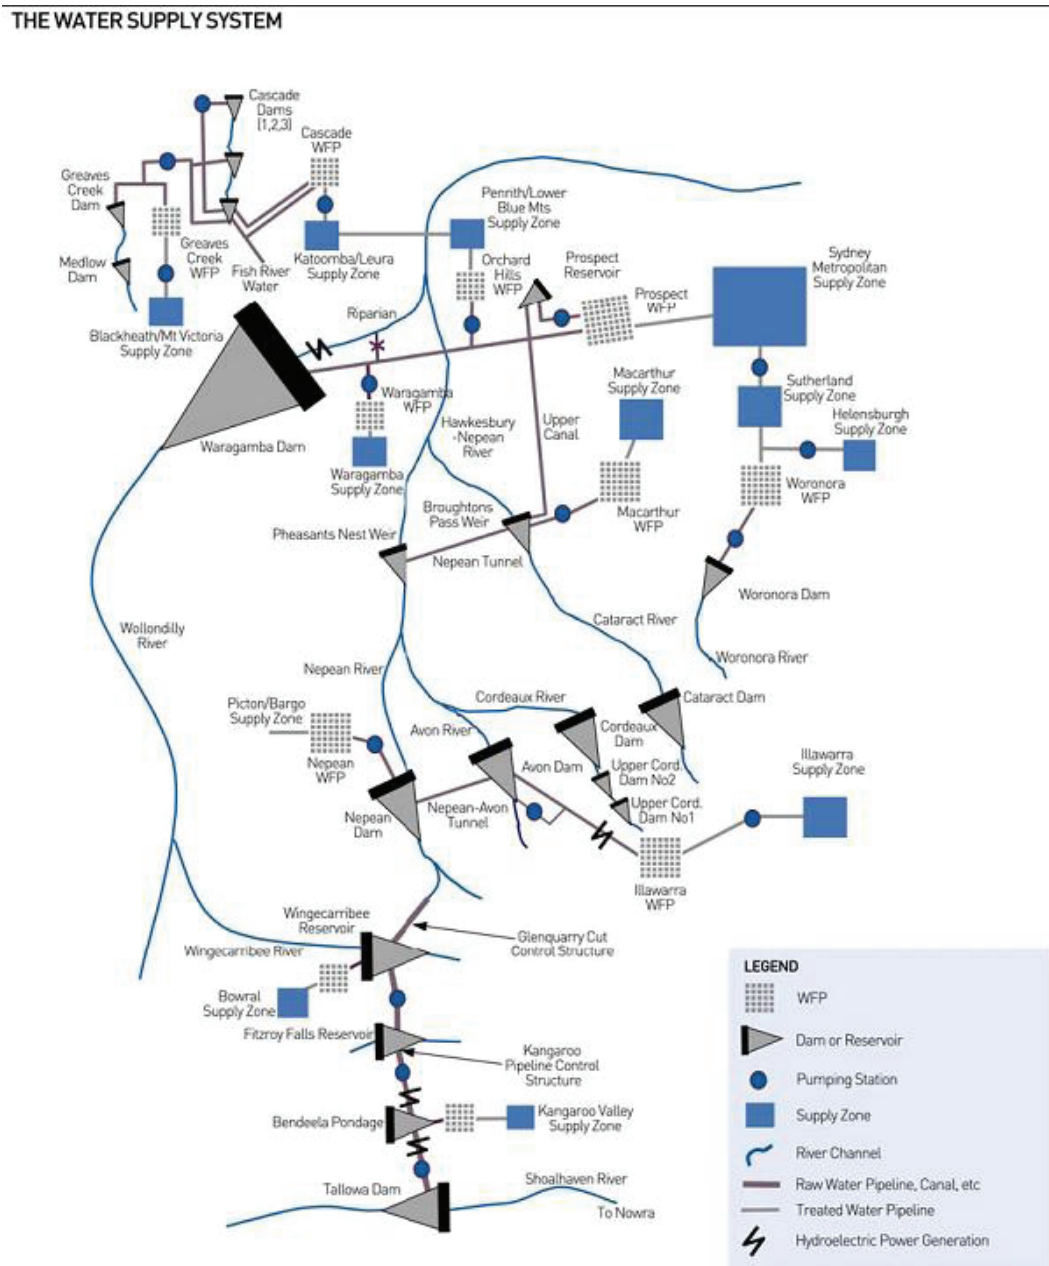 THE WATER SUPPLY SYSTEM
Cascade
Dams
(1,2,3)
Cascade
WFP
Greaves
Creek
Dam
Medlow
Dam
Greaves
Creek
WFP
Fish River
Water
Katoomba/Leura
Supply Zone
Penrith/Lower
Blue Mts
Supply Zone
Orchard
Hills
WFP
Prospect
Reservoir
Prospect
WFP
Sydney
Metropolitan
Supply Zone
Blackheath/Mt Victoria
Supply Zone
Riparian
Waragamba Dam
Waragamba
WFP
Waragamba
Supply Zone
Hawkesbury
-Nepean
River
Upper
Canal
Macarthur
Supply Zone
Macarthur
WFP
Sutherland
Supply Zone
Helensburgh
Supply Zone
Woronora
WFP
Woronora Dam
Woronora River
Broughtons
Pass Weir
Pheasants Nest Weir
Nepean Tunnel
Cataract River
Wollondilly
River
Nepean River
Picton/Bargo
Supply Zone
Nepean
WFP
Cordeaux River
Avon River
Cordeaux
Dam
Cataract Dam
Avon Dam
Upper Cord.
Dam No2
Upper Cord.
Dam No1
Illawarra
Supply Zone
Nepean
Dam
Nepean-Avon
Tunnel
Illawarra
WFP
Wingecarribee
Reservoir
Wingecarribee River
Glenquarry Cut
Control Structure
Bowral
Supply Zone
Fitzroy Falls Reservoir
Kangaroo
Pipeline Control
Structure
Bendeela Pondage
Kangaroo Valley
Supply Zone
Tallowa Dam
Shoalhaven River
To Nowra
LEGEND
WFP
Dam or Reservoir
Pumping Station
Supply Zone
River Channel
Raw Water Pipeline, Canal, etc
Treated Water Pipeline
Hydroelectric Power Generation